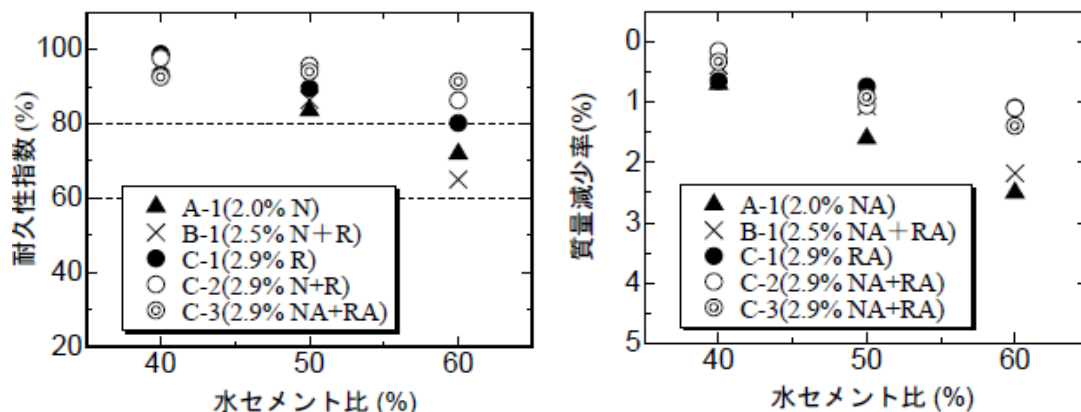 耐久性指数 (%)
100
80
60
40
20
▲ A-1(2.0% N)
× B-1(2.5% N+R)
● C-1(2.9% R)
○ C-2(2.9% N+R)
◎ C-3(2.9% NA+RA)
40 50 60
水セメント比 (%)
質量減少率(%)
0
1
2
3
4
5
▲ A-1(2.0% NA)
× B-1(2.5% NA+RA)
● C-1(2.9% RA)
○ C-2(2.9% NA+RA)
◎ C-3(2.9% NA+RA)
40 50 60
水セメント比 (%)